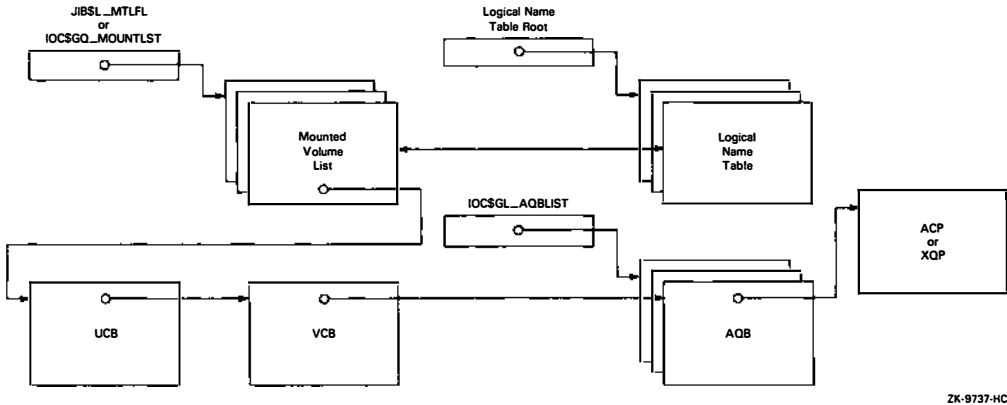 JIB$L_MTLFL
or
IOC$GQ_MOUNTLST
Logical Name
Table Root
Mounted
Volume
List
Logical
Name
Table
IOC$GL_AQBLIST
ACP
or
XQP
UCB
VCB
AQB
ZK-9737-HC